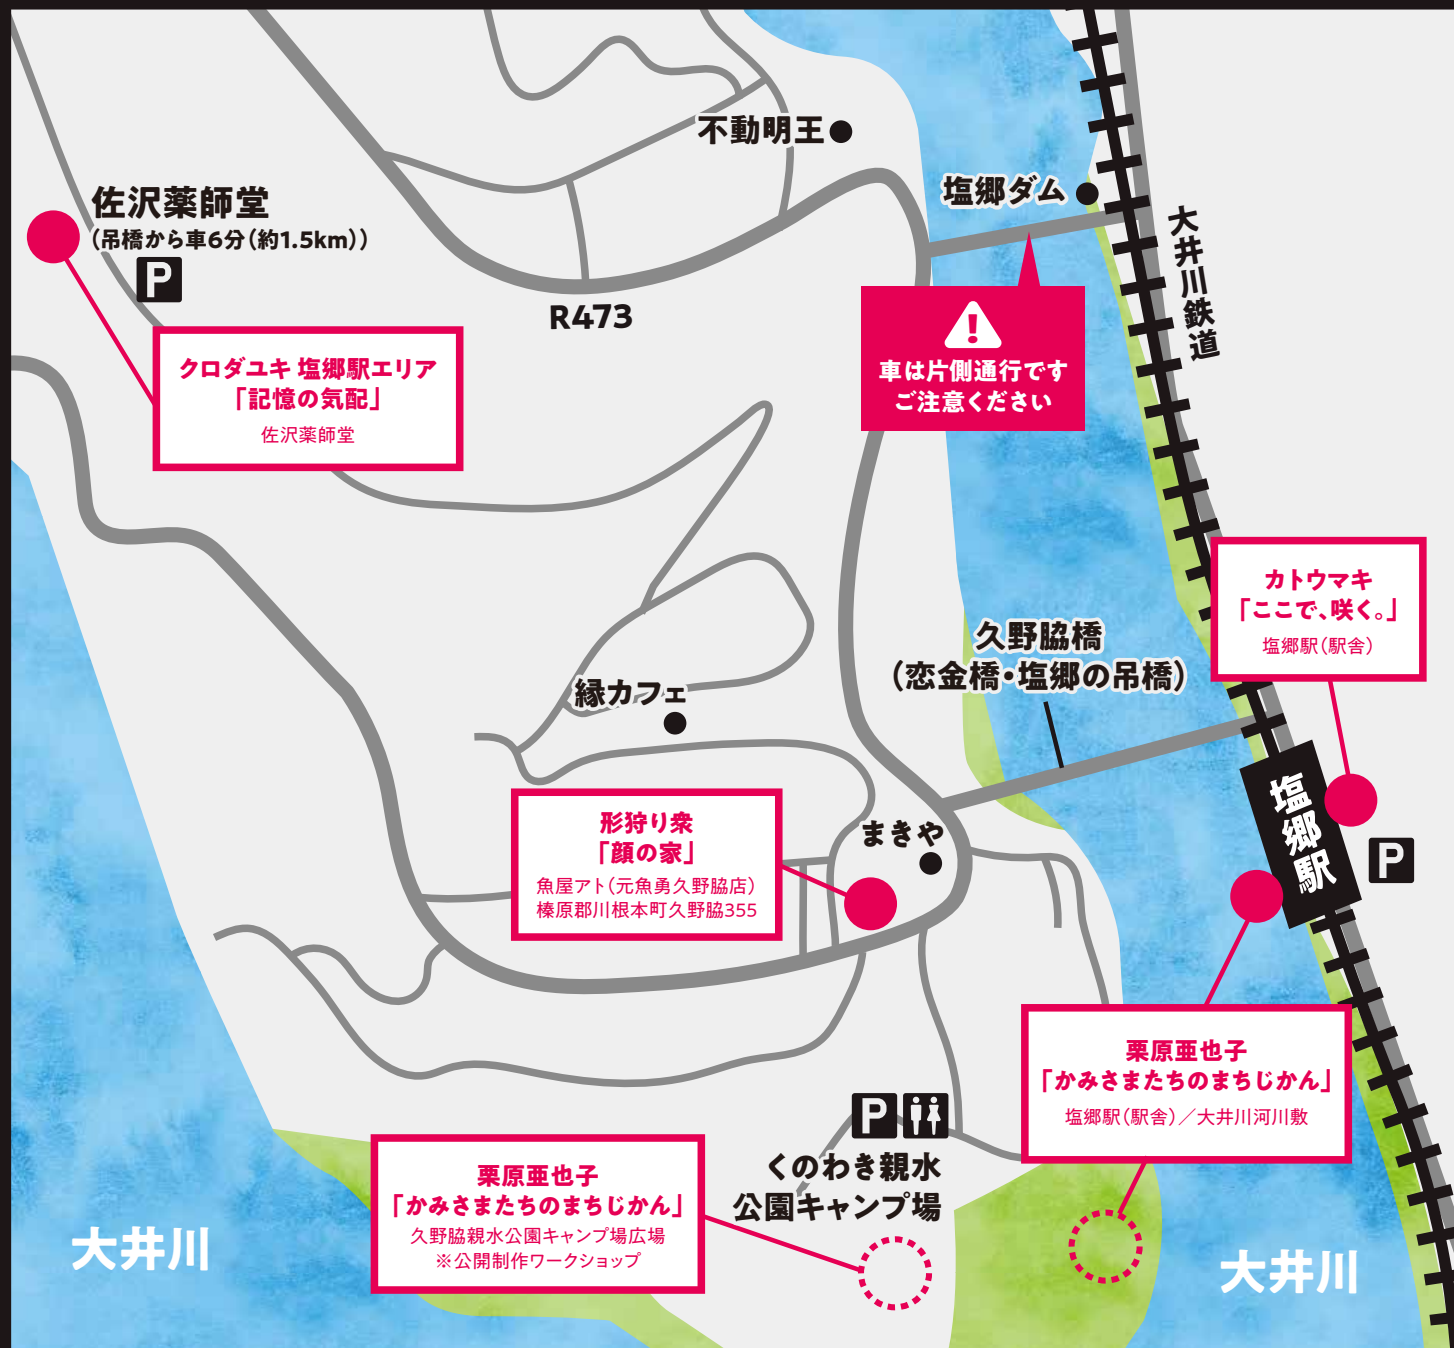 不動明王
佐沢薬師堂
(吊橋から車6分(約1.5km))
P
塩郷ダム
大井川鉄道
R473
車は片側通行です
ご注意ください
クロダユキ 塩郷駅エリア
「記憶の気配」
佐沢薬師堂
カトウマキ
「ここで、咲く。」
塩郷駅(駅舎)
久野脇橋
(恋金橋・塩郷の吊橋)
縁カフェ
塩郷駅
P
形狩り衆
「顔の家」
魚屋アト(元魚勇久野脇店)
榛原郡川根本町久野脇355
まきや
栗原亜也子
「かみさまたちのまちじかん」
塩郷駅(駅舎)/大井川河川敷
P
くのわき親水
公園キャンプ場
栗原亜也子
「かみさまたちのまちじかん」
久野脇親水公園キャンプ場広場
※公開制作ワークショップ
大井川
大井川